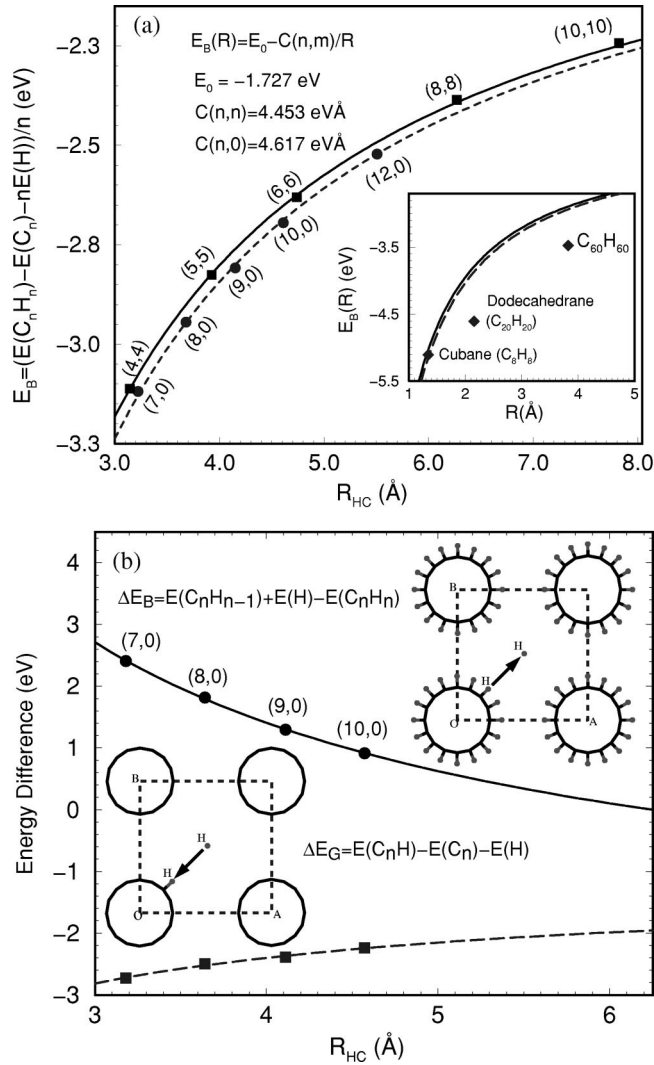 (a)
E_B(R)=E_0−C(n,m)/R
E_0 = −1.727 eV
C(n,n)=4.453 eVÅ
C(n,0)=4.617 eVÅ
(10,10)
(8,8)
(6,6)
(5,5)
(4,4)
(12,0)
(10,0)
(9,0)
(8,0)
(7,0)
E_B=(E(C_nH_n)−E(C_n)−nE(H))/n (eV)
−2.3
−2.5
−2.8
−3.0
−3.3
3.0 4.0 5.0 6.0 7.0 8.0
R_HC (Å)
E_B(R) (eV)
−3.5
−4.5
−5.5
C_60H_60
Dodecahedrane
(C_20H_20)
Cubane (C_8H_8)
1 2 3 4 5
R(Å)
(b)
ΔE_B=E(C_nH_n−1)+E(H)−E(C_nH_n)
(7,0)
(8,0)
(9,0)
(10,0)
B
H
H
O
A
B
H
H
O
A
ΔE_G=E(C_nH)−E(C_n)−E(H)
Energy Difference (eV)
4
3
2
1
0
−1
−2
−3
3 4 5 6
R_HC (Å)